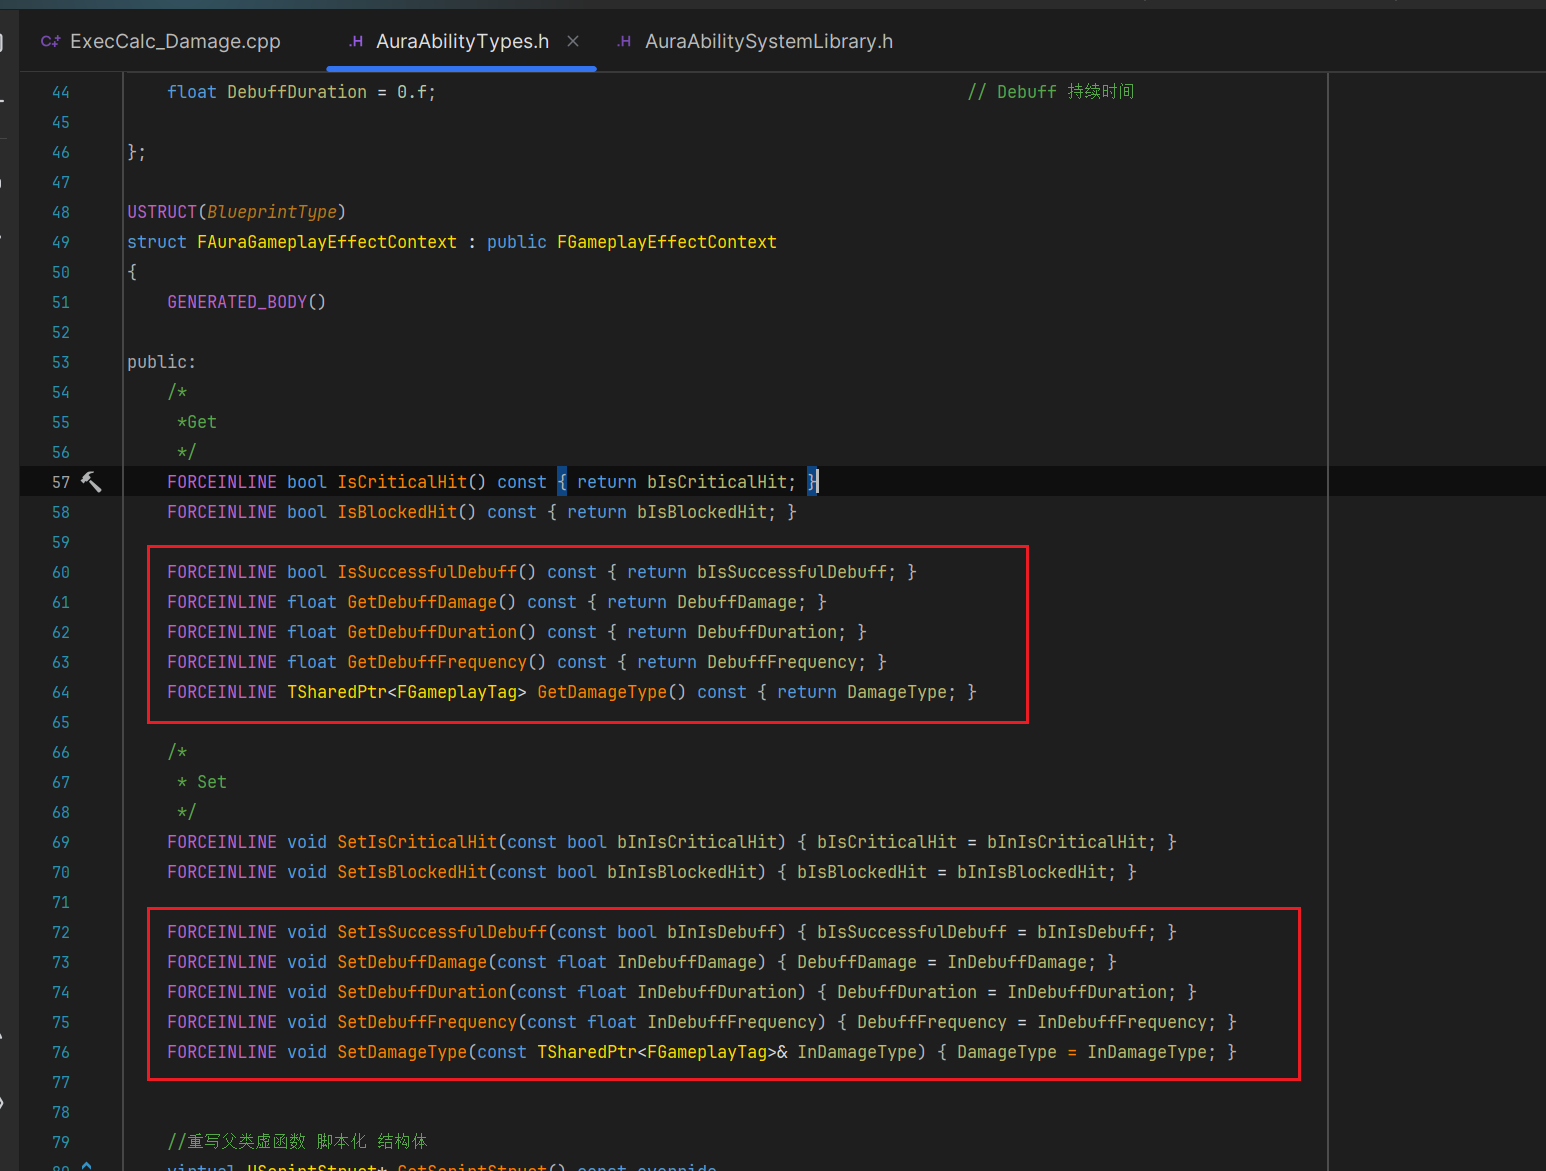 C++ ExecCalc_Damage.cpp .H AuraAbilityTypes.h × .H AuraAbilitySystemLibrary.h
44 float DebuffDuration = 0.f; // Debuff 持续时间
45
46 };
47
48 USTRUCT(BlueprintType)
49 struct FAuraGameplayEffectContext : public FGameplayEffectContext
50 {
51 GENERATED_BODY()
52
53 public:
54 /*
55 *Get
56 */
57 FORCEINLINE bool IsCriticalHit() const { return bIsCriticalHit; }
58 FORCEINLINE bool IsBlockedHit() const { return bIsBlockedHit; }
59
60 FORCEINLINE bool IsSuccessfulDebuff() const { return bIsSuccessfulDebuff; }
61 FORCEINLINE float GetDebuffDamage() const { return DebuffDamage; }
62 FORCEINLINE float GetDebuffDuration() const { return DebuffDuration; }
63 FORCEINLINE float GetDebuffFrequency() const { return DebuffFrequency; }
64 FORCEINLINE TSharedPtr<FGameplayTag> GetDamageType() const { return DamageType; }
65
66 /*
67 * Set
68 */
69 FORCEINLINE void SetIsCriticalHit(const bool bInIsCriticalHit) { bIsCriticalHit = bInIsCriticalHit; }
70 FORCEINLINE void SetIsBlockedHit(const bool bInIsBlockedHit) { bIsBlockedHit = bInIsBlockedHit; }
71
72 FORCEINLINE void SetIsSuccessfulDebuff(const bool bInIsDebuff) { bIsSuccessfulDebuff = bInIsDebuff; }
73 FORCEINLINE void SetDebuffDamage(const float InDebuffDamage) { DebuffDamage = InDebuffDamage; }
74 FORCEINLINE void SetDebuffDuration(const float InDebuffDuration) { DebuffDuration = InDebuffDuration; }
75 FORCEINLINE void SetDebuffFrequency(const float InDebuffFrequency) { DebuffFrequency = InDebuffFrequency; }
76 FORCEINLINE void SetDamageType(const TSharedPtr<FGameplayTag>& InDamageType) { DamageType = InDamageType; }
77
78
79 //重写父类虚函数 脚本化 结构体
80 virtual UScriptStruct* GetScriptStruct() const override